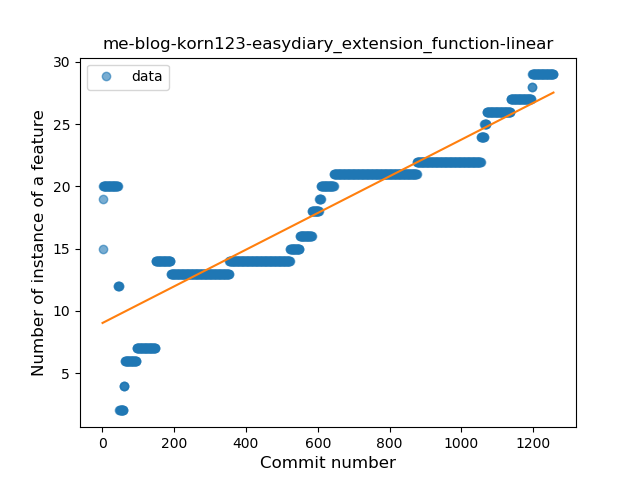 me-blog-korn123-easydiary_extension_function-linear
data
Number of instance of a feature
30
25
20
15
10
5
0 200 400 600 800 1000 1200
Commit number